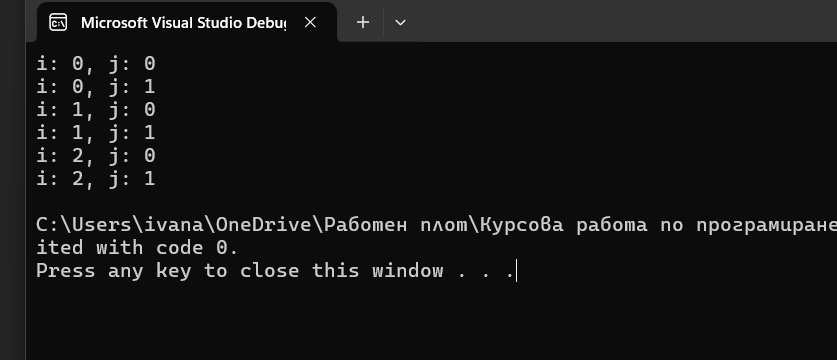 Microsoft Visual Studio Debug
i: 0, j: 0
i: 0, j: 1
i: 1, j: 0
i: 1, j: 1
i: 2, j: 0
i: 2, j: 1
C:\Users\ivana\OneDrive\Работен плот\Курсова работа по програмиране
ited with code 0.
Press any key to close this window . . .